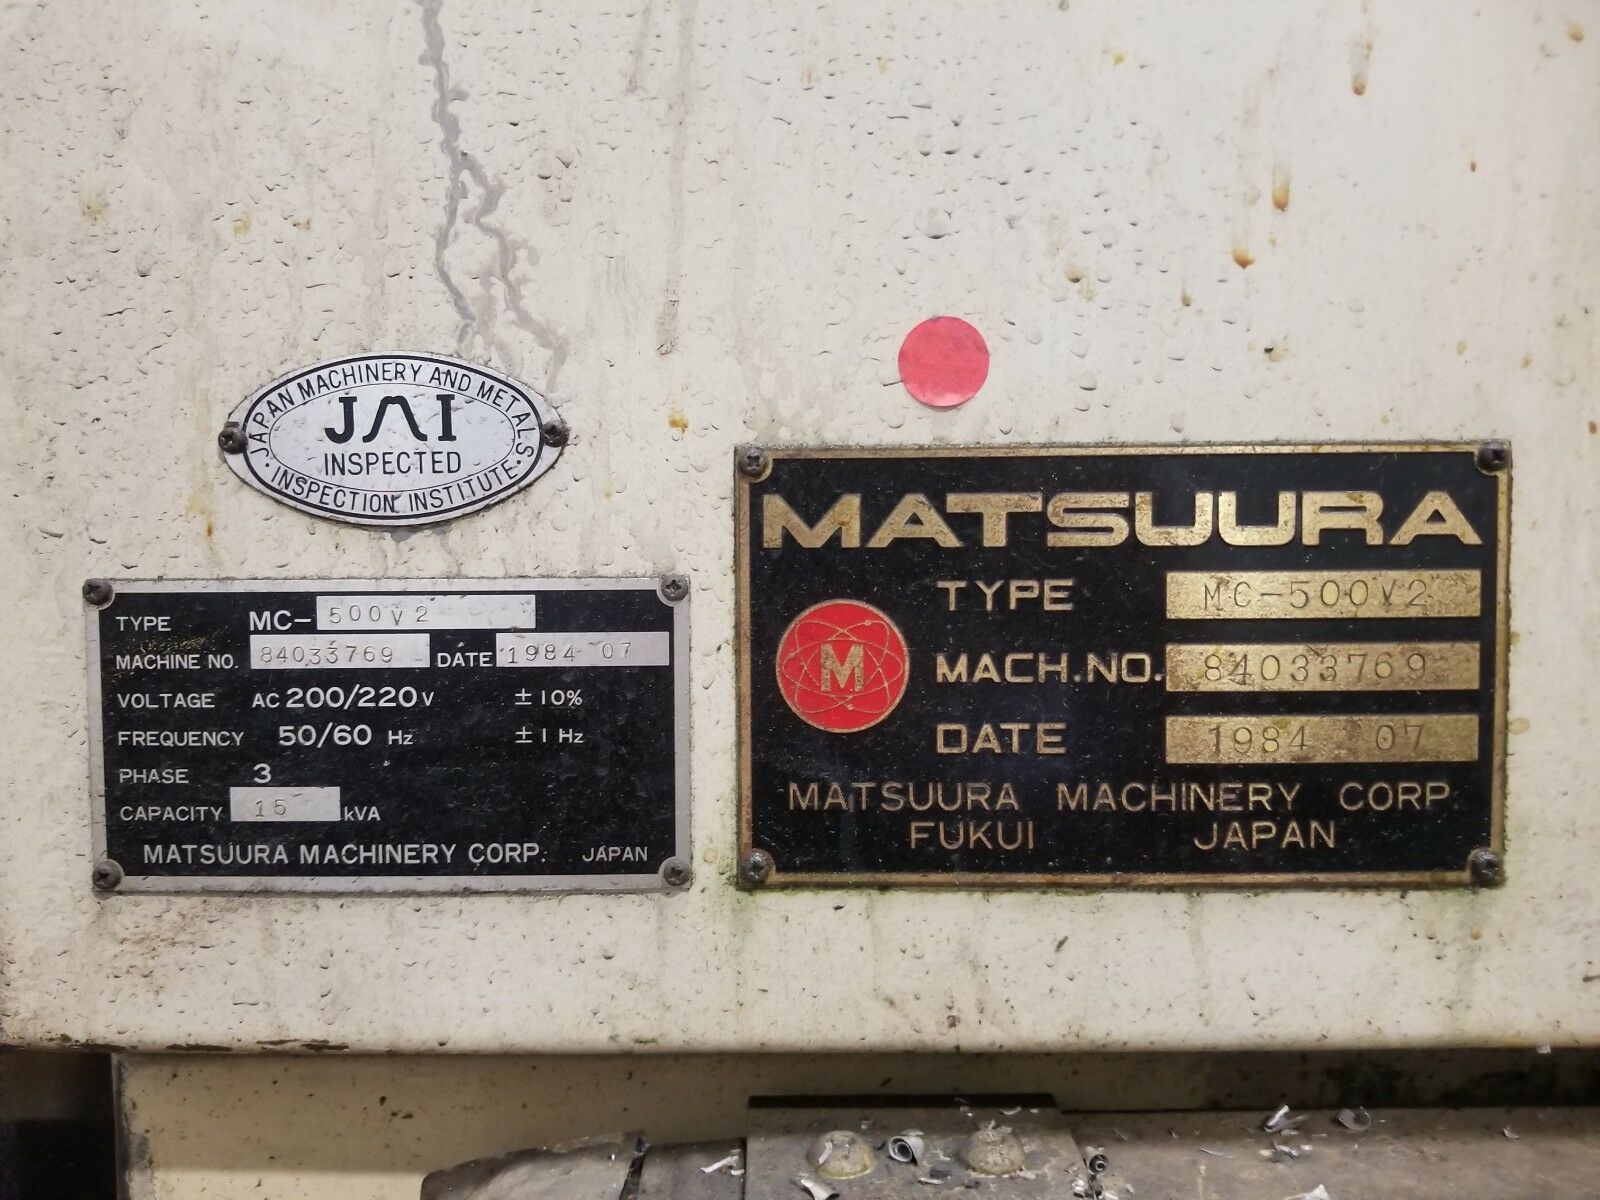 ·JAPAN MACHINERY AND METALS·
JMI
INSPECTED
INSPECTION INSTITUTE
TYPE MC-500V2
MACHINE NO. 84033769 DATE 1984 07
VOLTAGE AC 200/220V ±10%
FREQUENCY 50/60 Hz ±1 Hz
PHASE 3
CAPACITY 15 kVA
MATSUURA MACHINERY CORP. JAPAN
MATSUURA
TYPE MC-500V2
M
MACH.NO. 84033769
DATE 1984 07
MATSUURA MACHINERY CORP.
FUKUI JAPAN